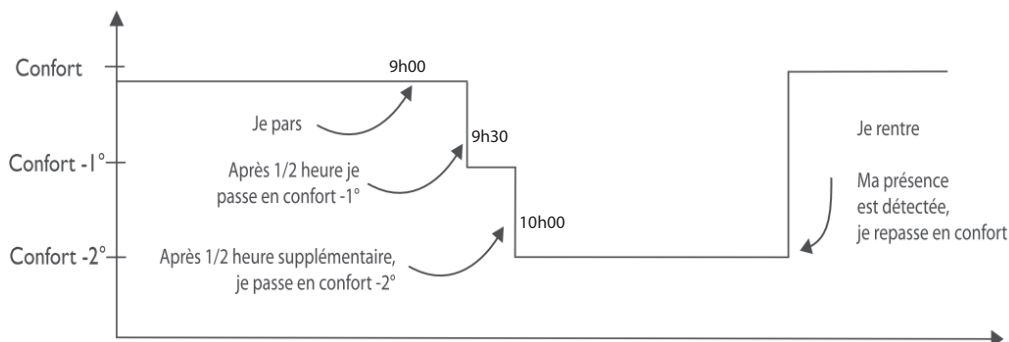 Confort
9h00
Je pars
9h30
Confort -1°
Après 1/2 heure je
passe en confort -1°
10h00
Confort -2°
Après 1/2 heure supplémentaire,
je passe en confort -2°
Je rentre
Ma présence
est détectée,
je repasse en confort